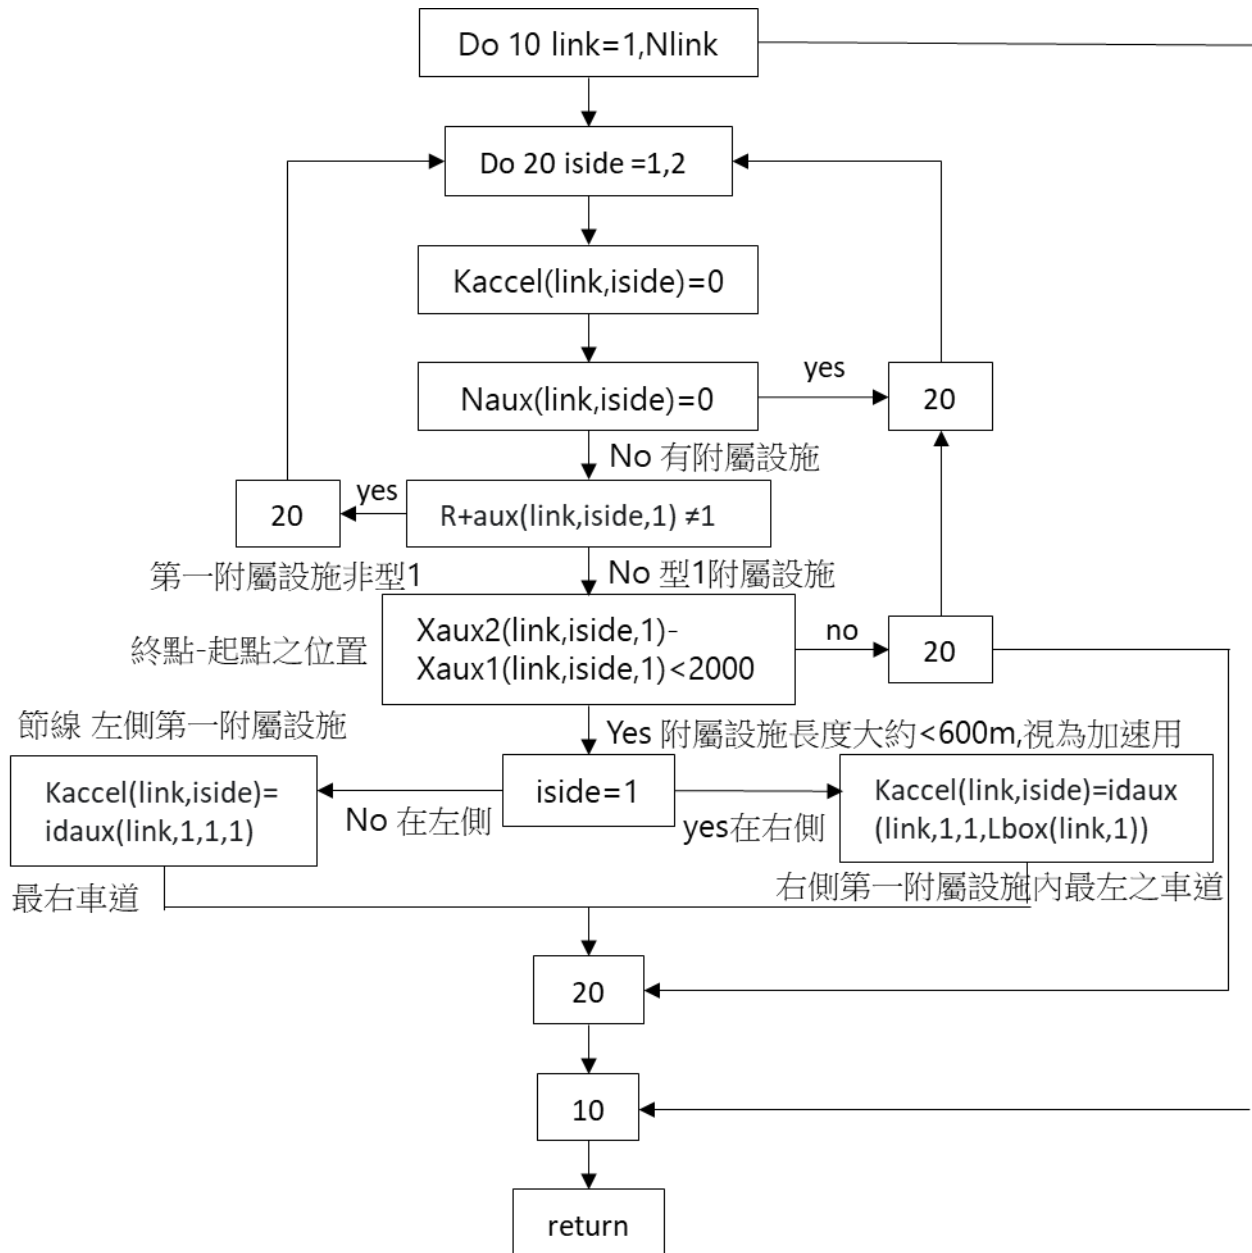 Do 10 link=1,Nlink
Do 20 iside =1,2
Kaccel(link,iside)=0
Naux(link,iside)=0
yes
20
No 有附屬設施
20
yes
R+aux(link,iside,1) ≠1
第一附屬設施非型1
No 型1附屬設施
終點-起點之位置
Xaux2(link,iside,1)-
Xaux1(link,iside,1)<2000
no
20
節線 左側第一附屬設施
Yes 附屬設施長度大約<600m,視為加速用
Kaccel(link,iside)=
idaux(link,1,1,1)
No 在左側
iside=1
yes在右側
Kaccel(link,iside)=idaux
(link,1,1,Lbox(link,1))
最右車道
右側第一附屬設施內最左之車道
20
10
return